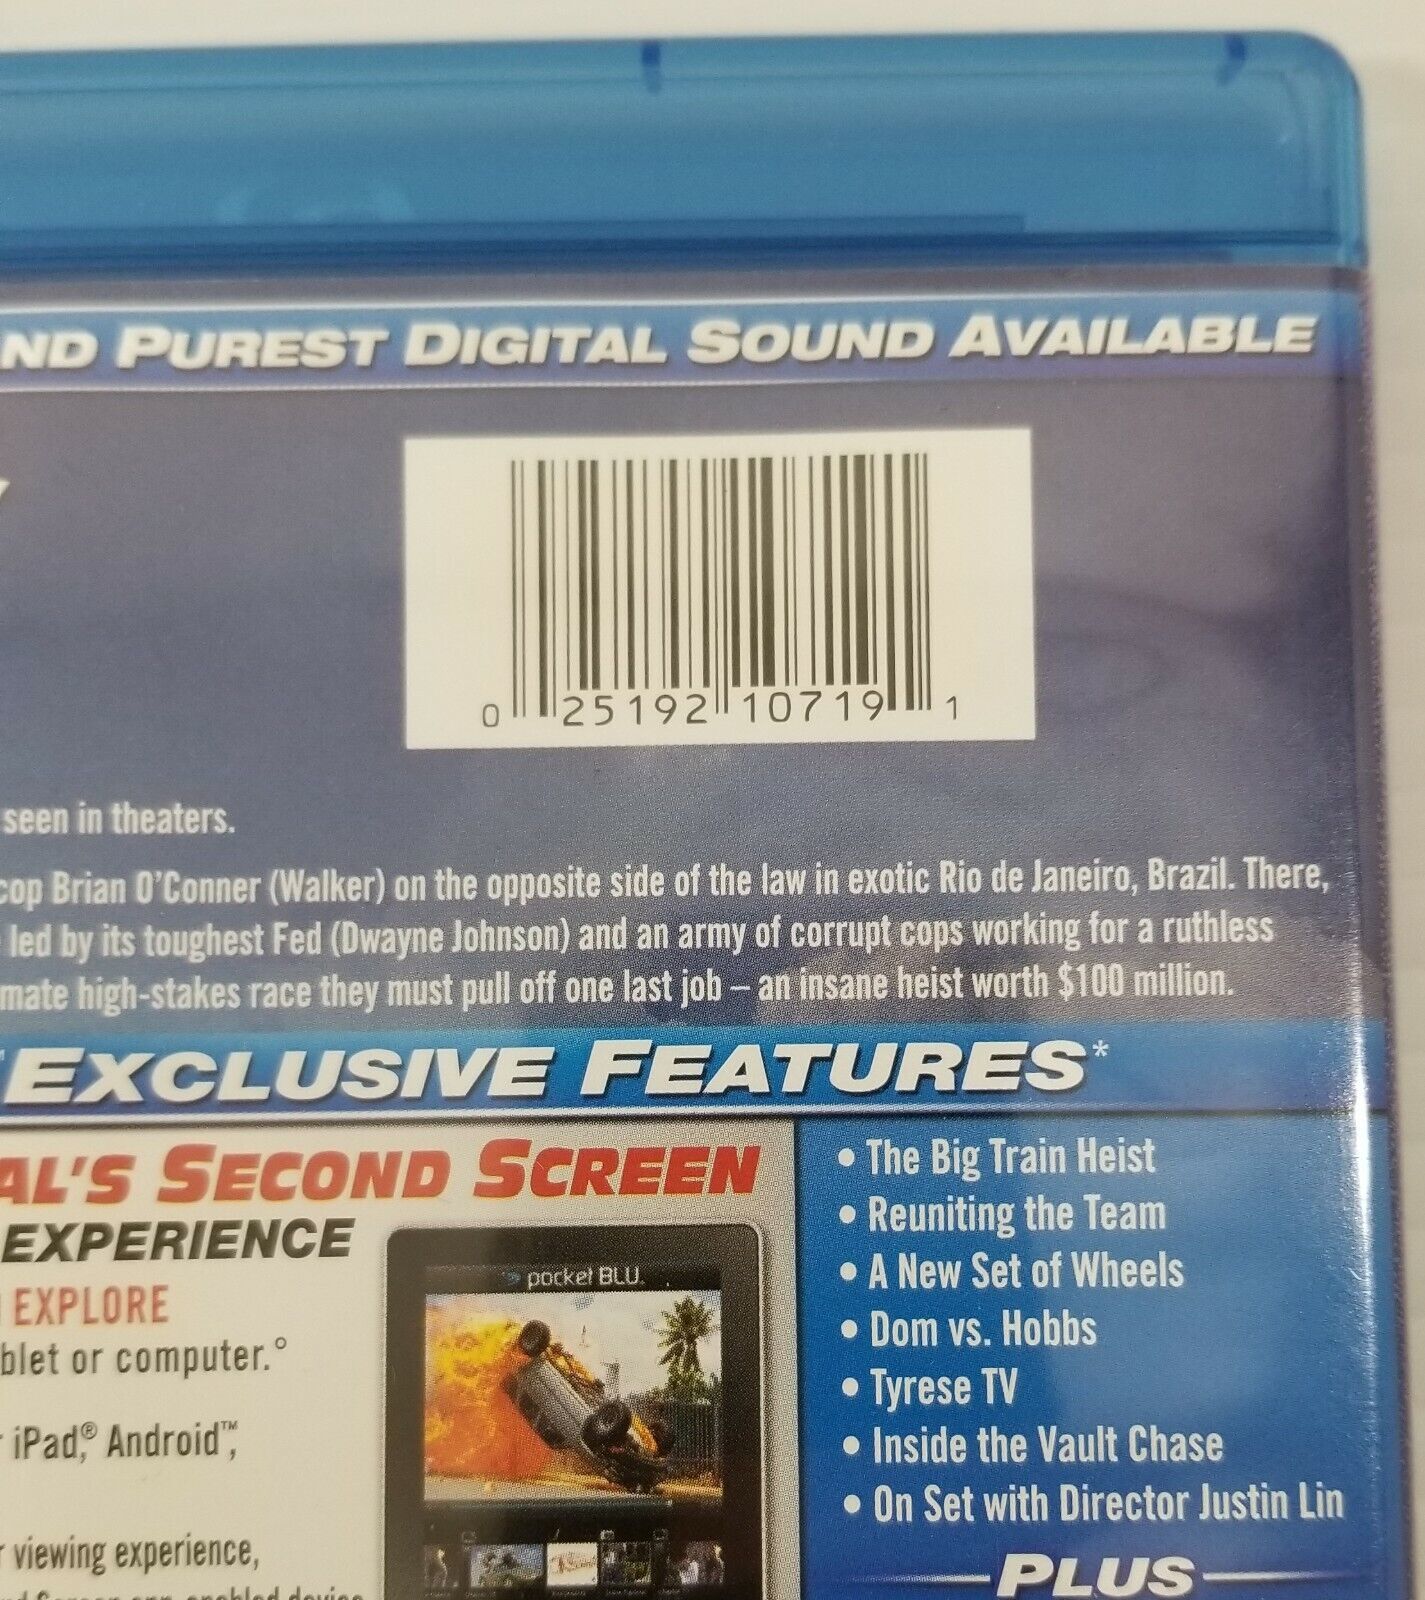 ND PUREST DIGITAL SOUND AVAILABLE
0 25192 10719 1
seen in theaters.
cop Brian O'Conner (Walker) on the opposite side of the law in exotic Rio de Janeiro, Brazil. There,
led by its toughest Fed (Dwayne Johnson) and an army of corrupt cops working for a ruthless
mate high-stakes race they must pull off one last job – an insane heist worth $100 million.
EXCLUSIVE FEATURES*
AL'S SECOND SCREEN
EXPERIENCE
EXPLORE
blet or computer.°
iPad®, Android™,
r viewing experience,
pocket BLU
• The Big Train Heist
• Reuniting the Team
• A New Set of Wheels
• Dom vs. Hobbs
• Tyrese TV
• Inside the Vault Chase
• On Set with Director Justin Lin
PLUS